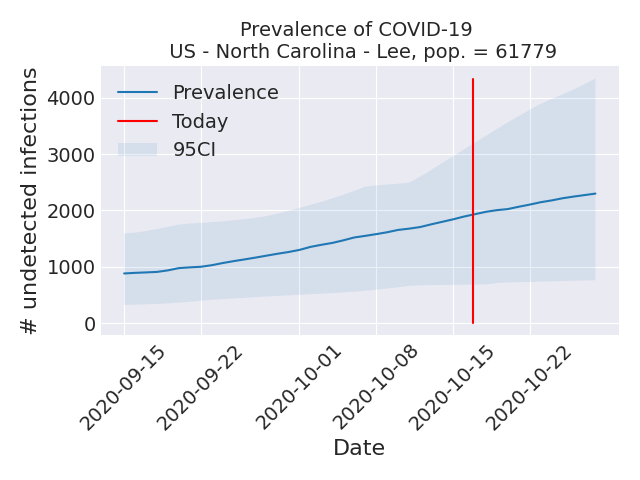 Prevalence of COVID-19
US - North Carolina - Lee, pop. = 61779
# undetected infections
4000
3000
2000
1000
0
Prevalence
Today
95CI
2020-09-15
2020-09-22
2020-10-01
2020-10-08
2020-10-15
2020-10-22
Date